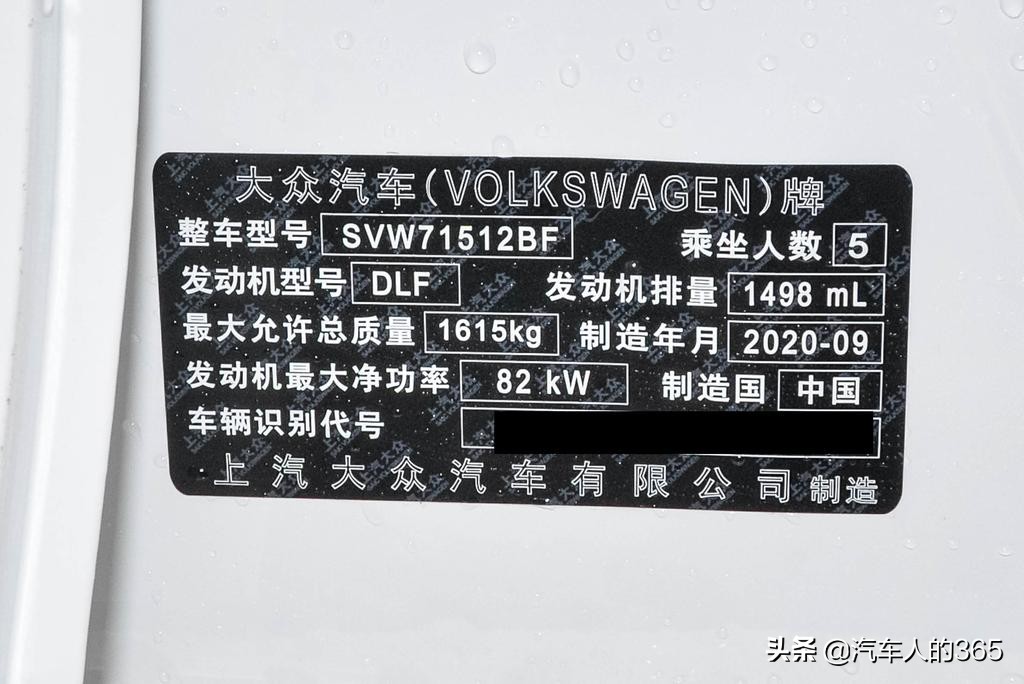 大众汽车(VOLKSWAGEN)牌
整车型号 SVW71512BF 乘坐人数 5
发动机型号 DLF 发动机排量 1498 mL
最大允许总质量 1615kg 制造年月 2020-09
发动机最大净功率 82 kW 制造国 中国
车辆识别代号
上汽大众汽车有限公司制造
头条 @汽车人的365